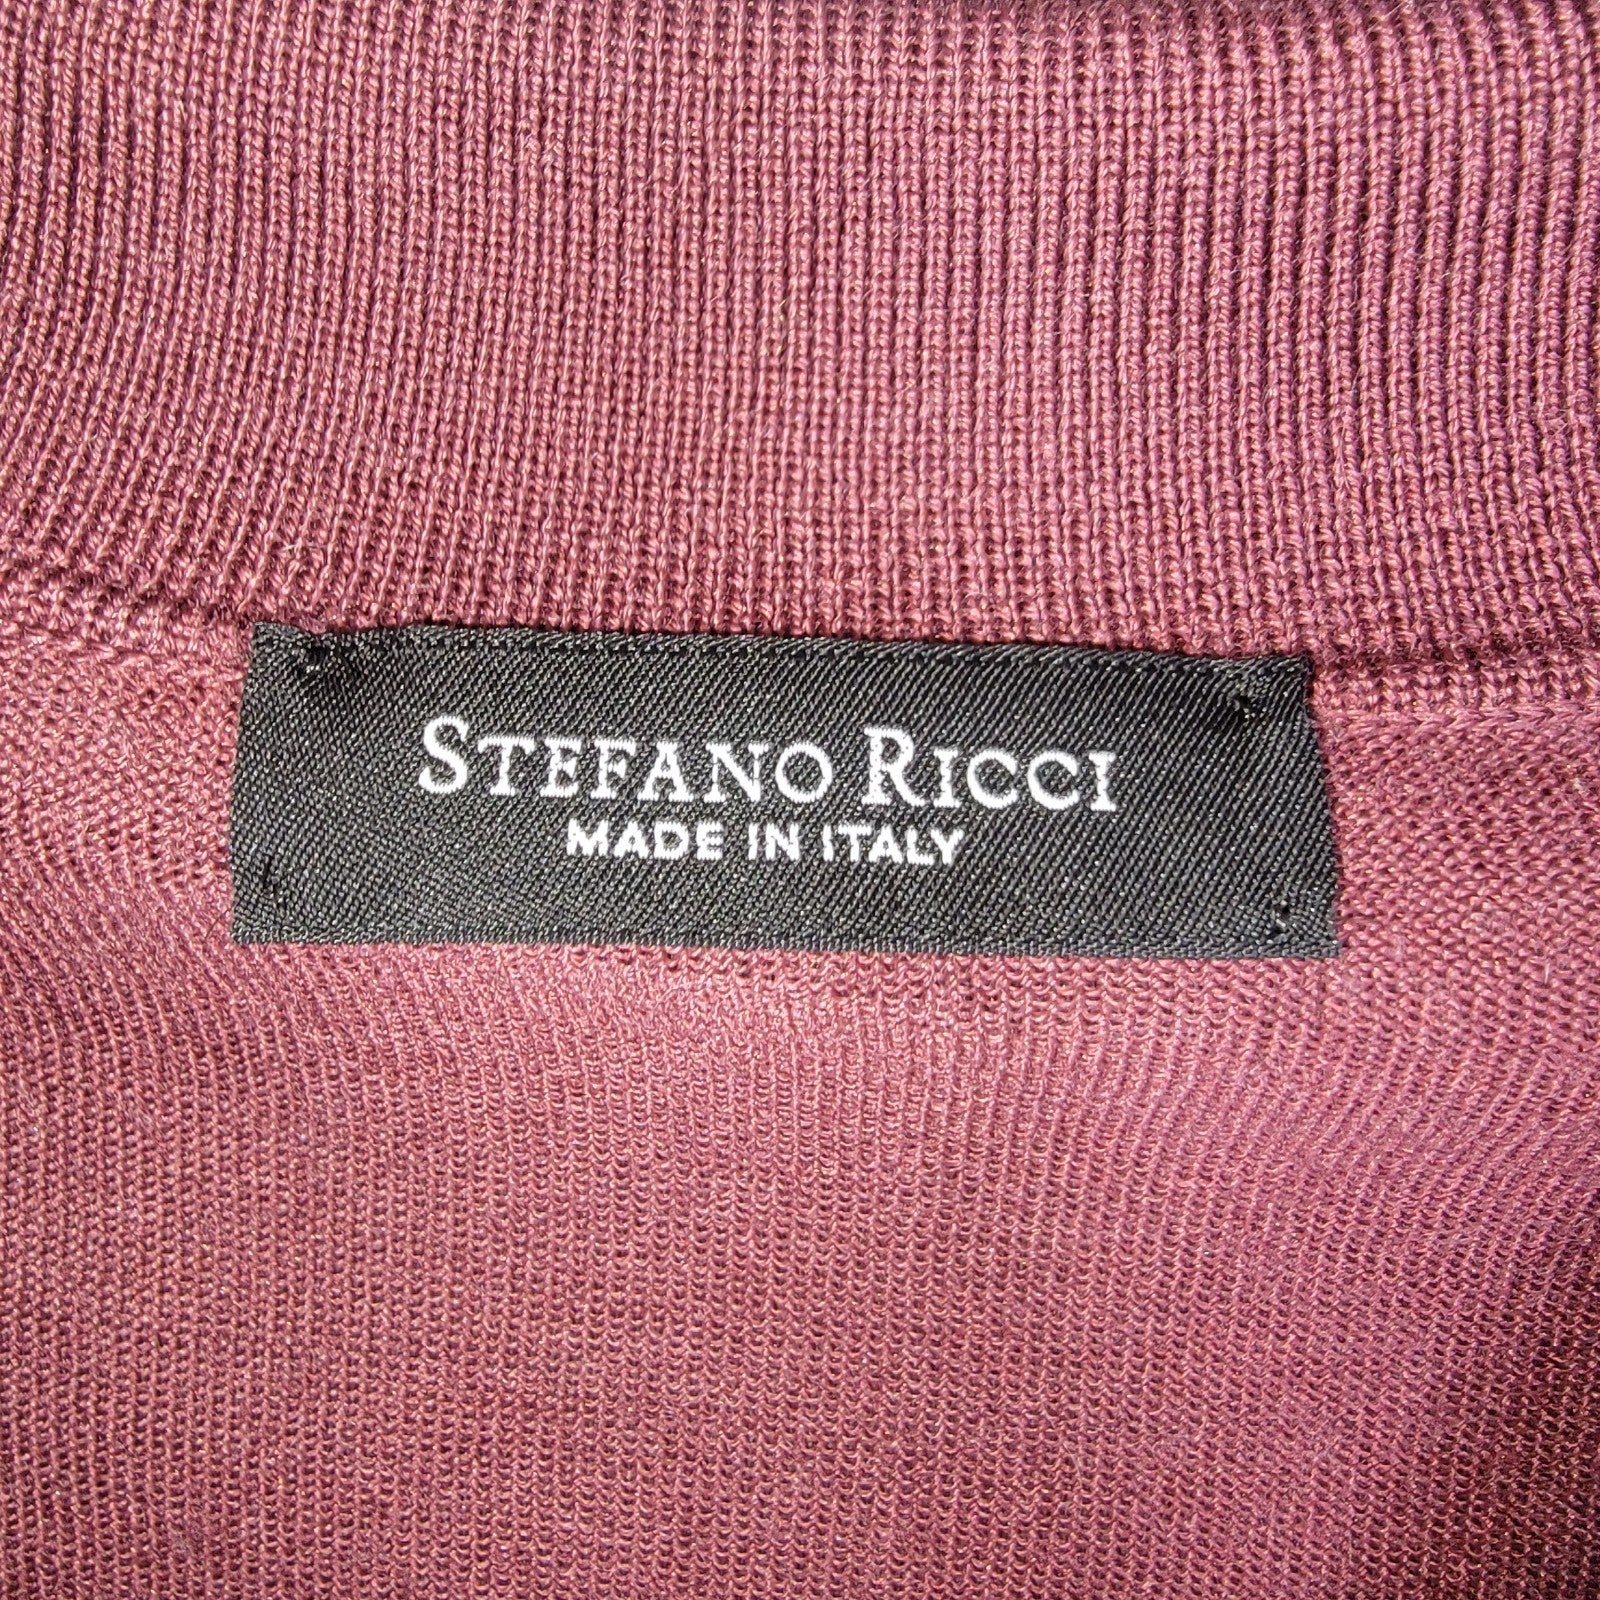 STEFANO RICCI
MADE IN ITALY